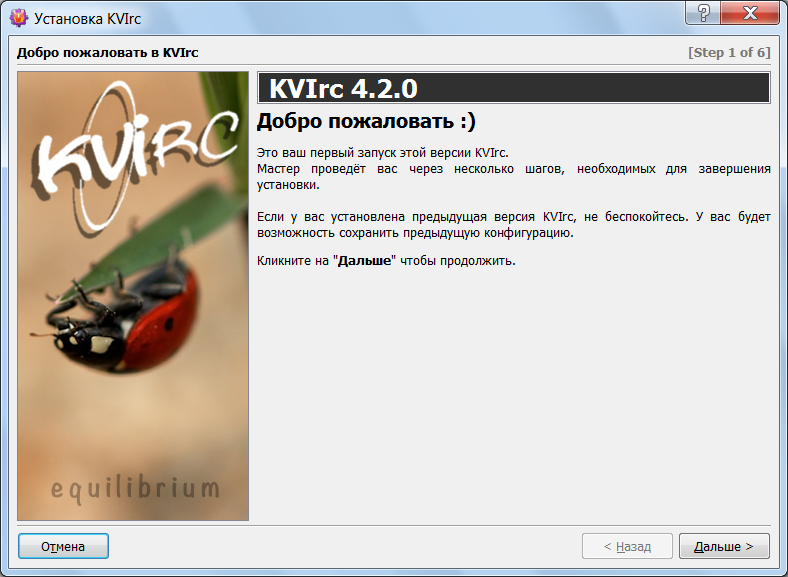 Установка KVIrc
?
Добро пожаловать в KVIrc
[Step 1 of 6]
KVIRC
equilibrium
KVIrc 4.2.0
Добро пожаловать :)
Это ваш первый запуск этой версии KVIrc.
Мастер проведёт вас через несколько шагов, необходимых для завершения
установки.
Если у вас установлена предыдущая версия KVIrc, не беспокойтесь. У вас будет
возможность сохранить предыдущую конфигурацию.
Кликните на "Дальше" чтобы продолжить.
Отмена
< Назад
Дальше >